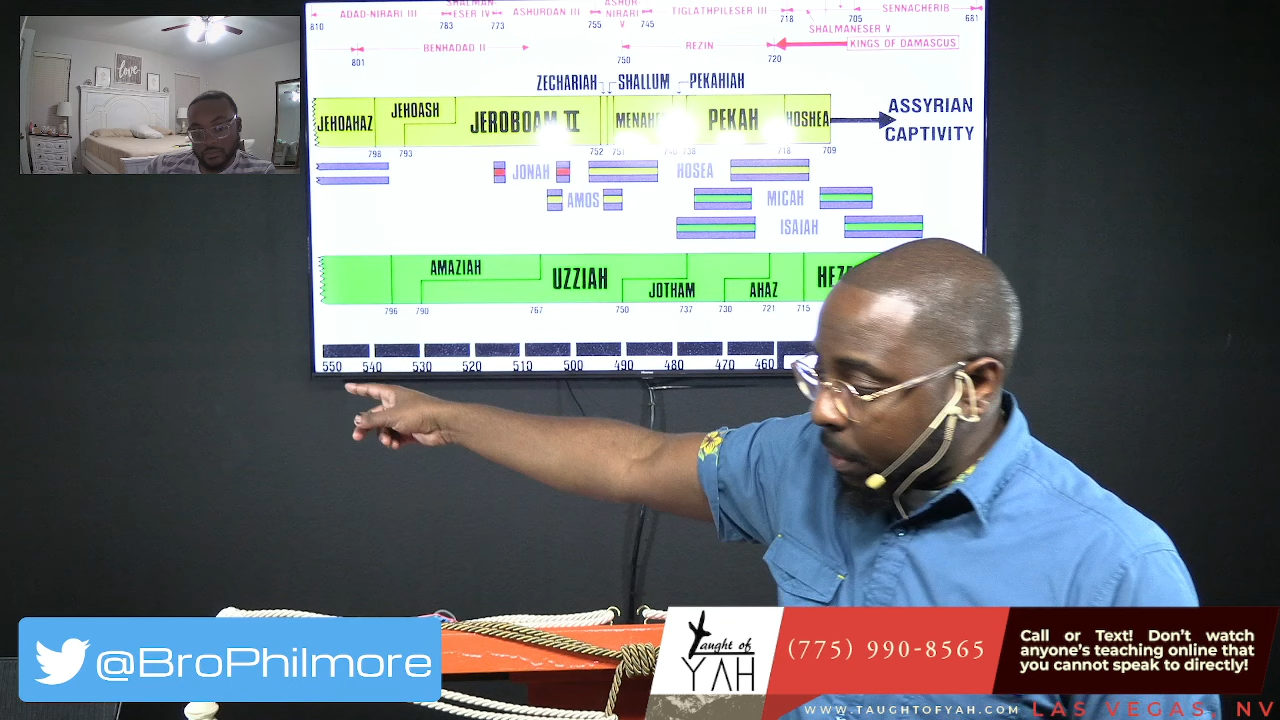 love
ADAD-NIRARI III
SHALMAN-
ESER IV
ASHURDAN III
ASHUR-
NIRARI
V
TIGLATHPILESER III
SENNACHERIB
810
783
773
755
745
718
705
681
SHALMANESER V
BENHADAD II
REZIN
KINGS OF DAMASCUS
801
750
720
ZECHARIAH
SHALLUM
PEKAHIAH
JEHOAHAZ
JEHOASH
JEROBOAM II
PEKAH
HOSHEA
ASSYRIAN
CAPTIVITY
798
793
752
751
738
718
709
JONAH
HOSEA
AMOS
MICAH
ISAIAH
AMAZIAH
UZZIAH
JOTHAM
AHAZ
796
790
767
750
737
730
721
715
550 540 530 520 510 500 490 480 470 460
@BroPhilmore
Taught of
YAH
(775) 990-8565
Call or Text! Don't watch
anyone's teaching online that
you cannot speak to directly!
WWW.TAUGHTOFYAH.COM
LAS VEGAS, NV